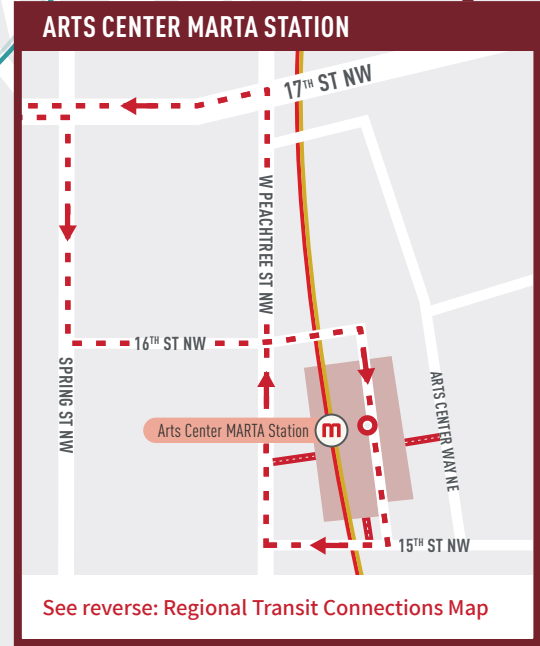 ARTS CENTER MARTA STATION
17TH ST NW
W PEACHTREE ST NW
16TH ST NW
SPRING ST NW
ARTS CENTER WAY NE
Arts Center MARTA Station
m
15TH ST NW
See reverse: Regional Transit Connections Map